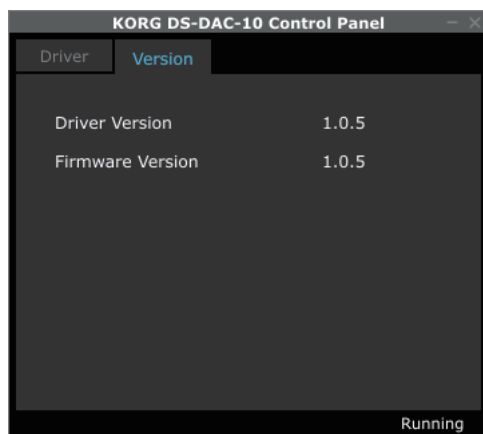 KORG DS-DAC-10 Control Panel
Driver Version
Driver Version 1.0.5
Firmware Version 1.0.5
Running